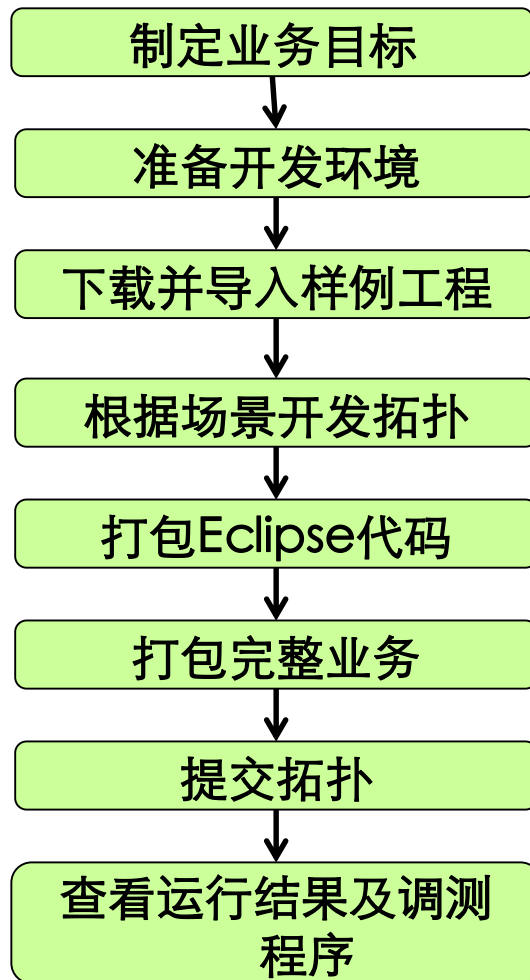 制定业务目标
准备开发环境
下载并导入样例工程
根据场景开发拓扑
打包Eclipse代码
打包完整业务
提交拓扑
查看运行结果及调测
程序